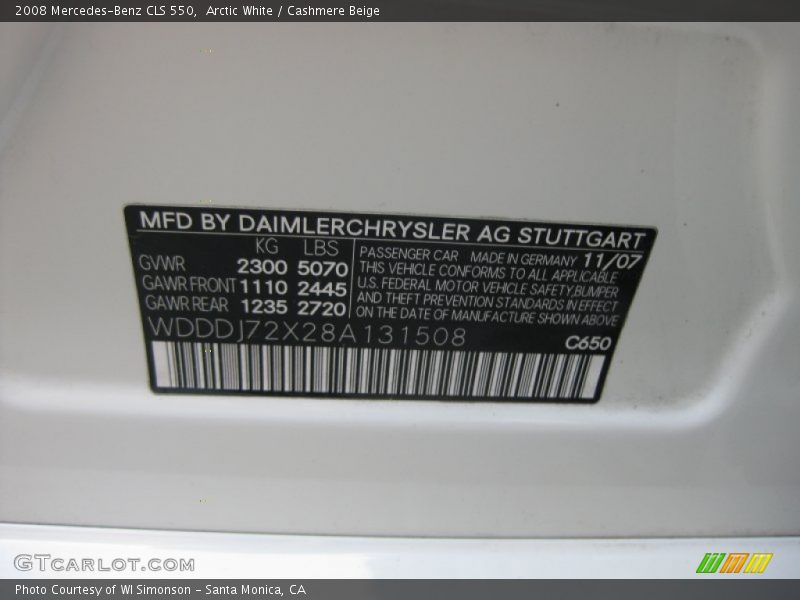 2008 Mercedes-Benz CLS 550, Arctic White / Cashmere Beige
MFD BY DAIMLERCHRYSLER AG STUTTGART
KG LBS
GVWR 2300 5070
GAWR FRONT 1110 2445
GAWR REAR 1235 2720
PASSENGER CAR MADE IN GERMANY 11/07
THIS VEHICLE CONFORMS TO ALL APPLICABLE
U.S. FEDERAL MOTOR VEHICLE SAFETY,BUMPER
AND THEFT PREVENTION STANDARDS IN EFFECT
ON THE DATE OF MANUFACTURE SHOWN ABOVE
WDDDJ72X28A131508
C650
GTCARLOT.COM
Photo Courtesy of WI Simonson - Santa Monica, CA